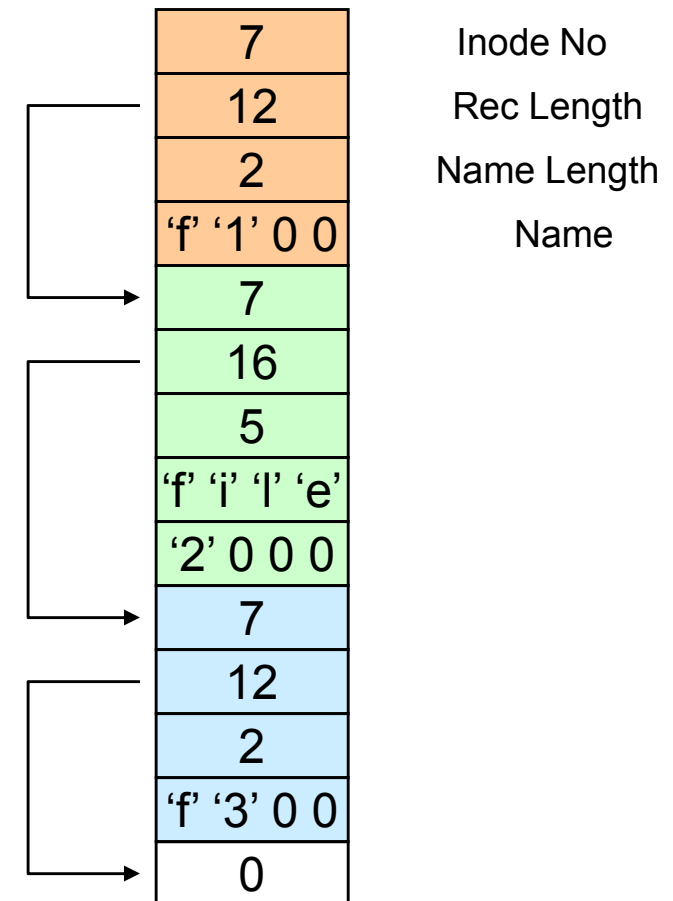 7 Inode No
12 Rec Length
2 Name Length
‘f’ ‘1’ 0 0 Name
7
16
5
‘f’ ‘i’ ‘l’ ‘e’
‘2’ 0 0 0
7
12
2
‘f’ ‘3’ 0 0
0